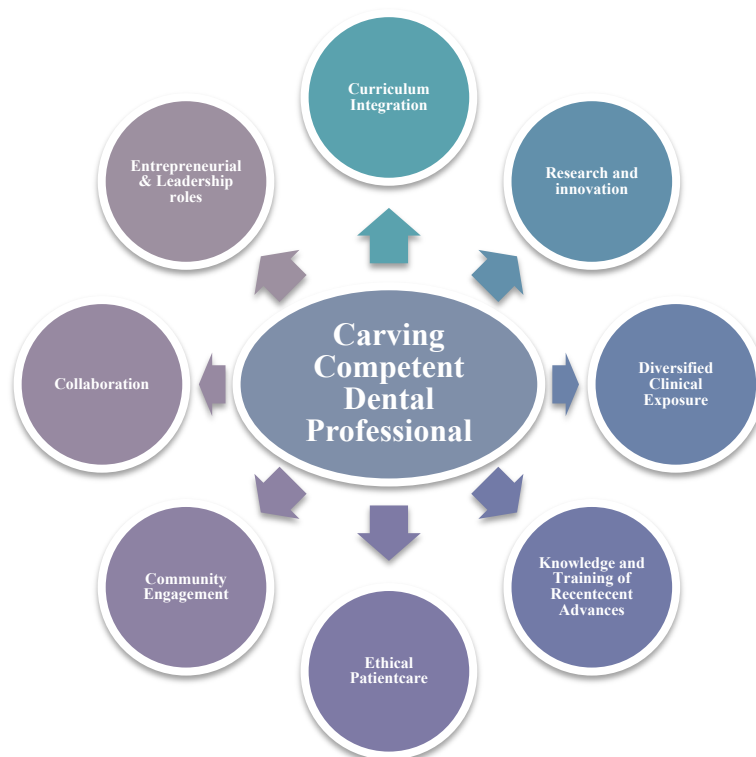 Curriculum
Integration
Entrepreneurial
& Leadership
roles
Research and
innovation
Carving
Competent
Dental
Professional
Collaboration
Diversified
Clinical
Exposure
Community
Engagement
Knowledge and
Training of
Recentecent
Advances
Ethical
Patientcare